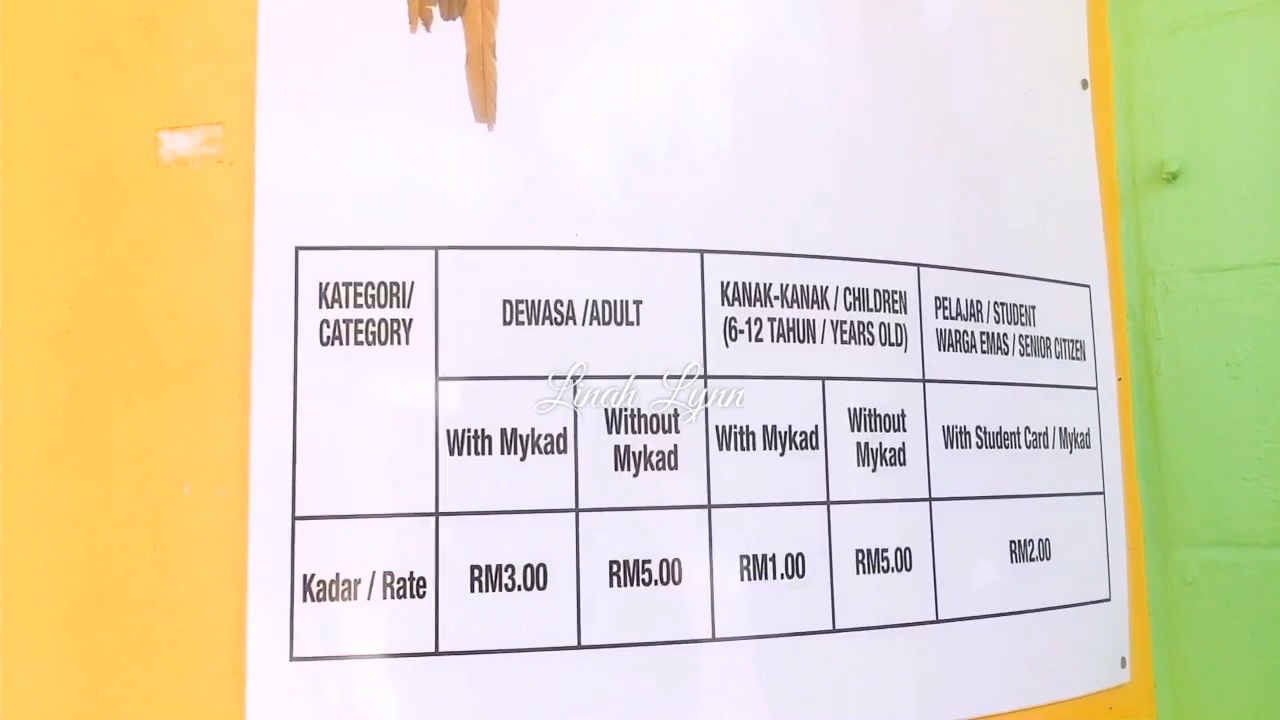 KATEGORI/
CATEGORY
DEWASA /ADULT
KANAK-KANAK / CHILDREN
(6-12 TAHUN / YEARS OLD)
PELAJAR / STUDENT
WARGA EMAS / SENIOR CITIZEN
Linah Lynn
With Mykad
Without
Mykad
With Mykad
Without
Mykad
With Student Card / Mykad
Kadar / Rate
RM3.00
RM5.00
RM1.00
RM5.00
RM2.00